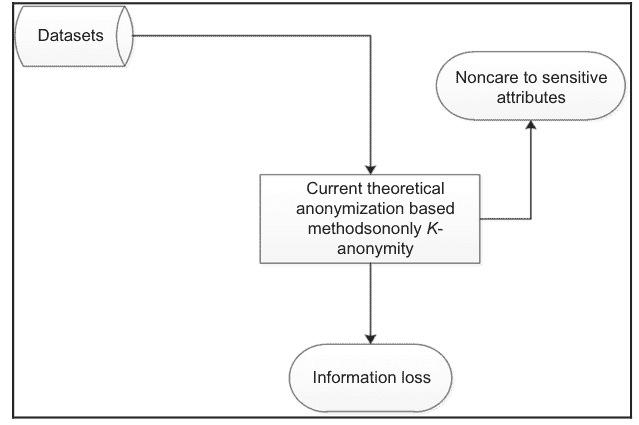 Datasets
Noncare to sensitive
attributes
Current theoretical
anonymization based
methodsononly K-
anonymity
Information loss